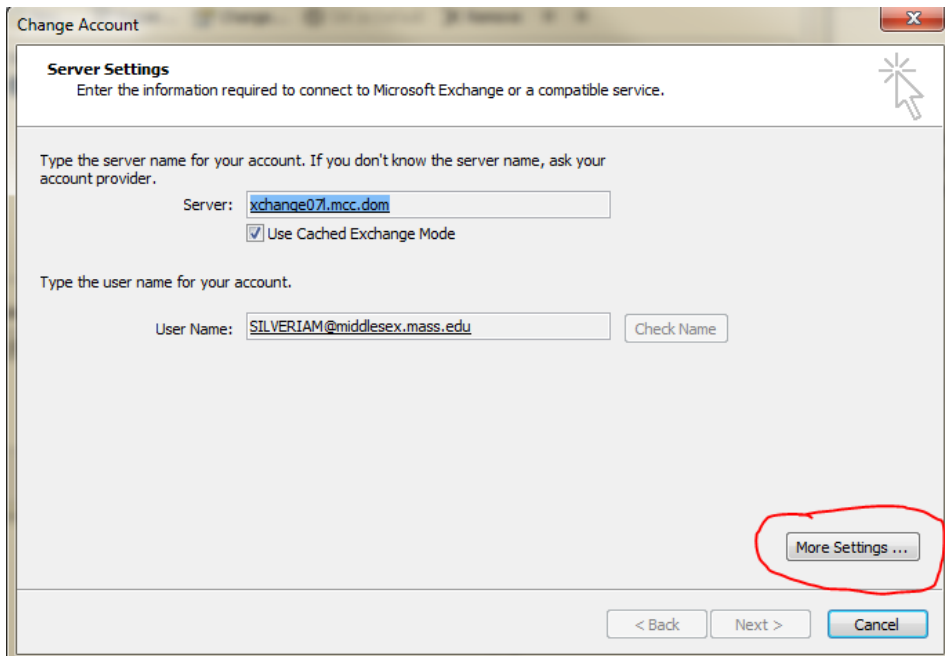 Change... Remove
Change Account
Server Settings
Enter the information required to connect to Microsoft Exchange or a compatible service.
Type the server name for your account. If you don't know the server name, ask your
account provider.
Server: xchange07l.mcc.dom
Use Cached Exchange Mode
Type the user name for your account.
User Name: SILVERIAM@middlesex.mass.edu Check Name
More Settings ...
< Back Next > Cancel